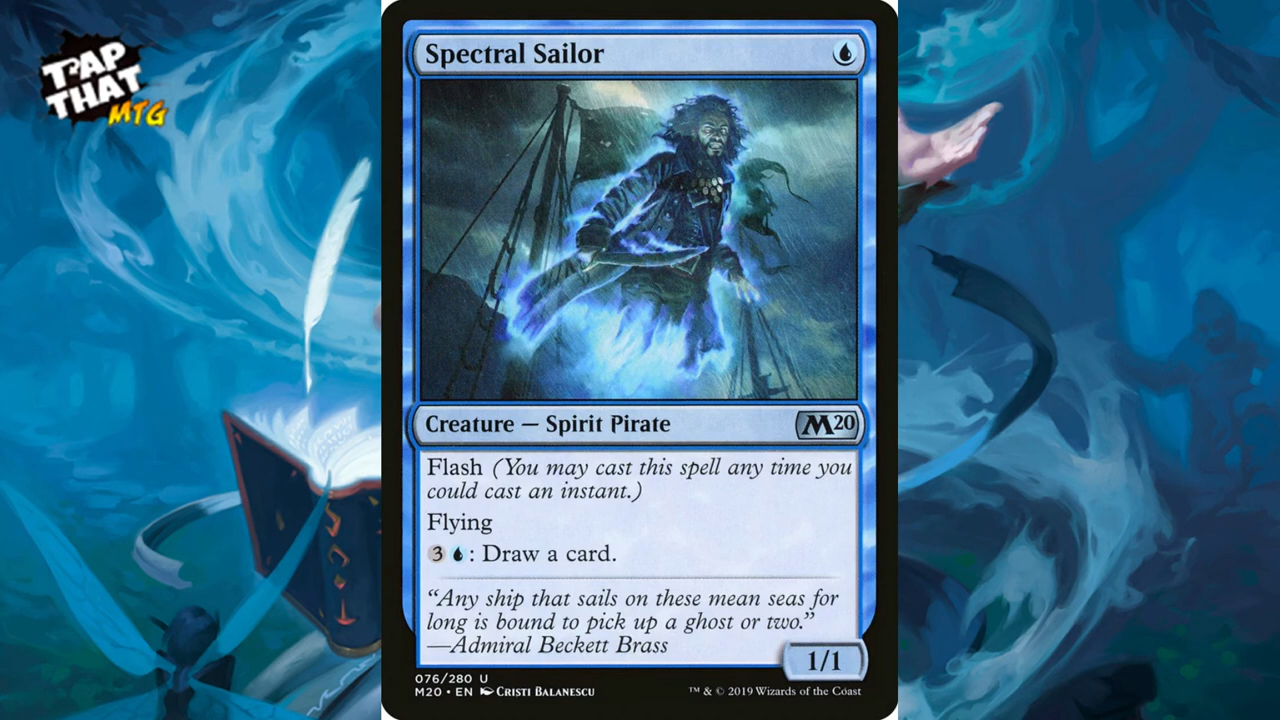 TRAP
THAT
MTG
Spectral Sailor
Creature — Spirit Pirate
M20
Flash (You may cast this spell any time you
could cast an instant.)
Flying
3 : Draw a card.
“Any ship that sails on these mean seas for
long is bound to pick up a ghost or two.”
—Admiral Beckett Brass
1/1
076/280 U
M20 • EN CRISTI BALANESCU
™ & © 2019 Wizards of the Coast